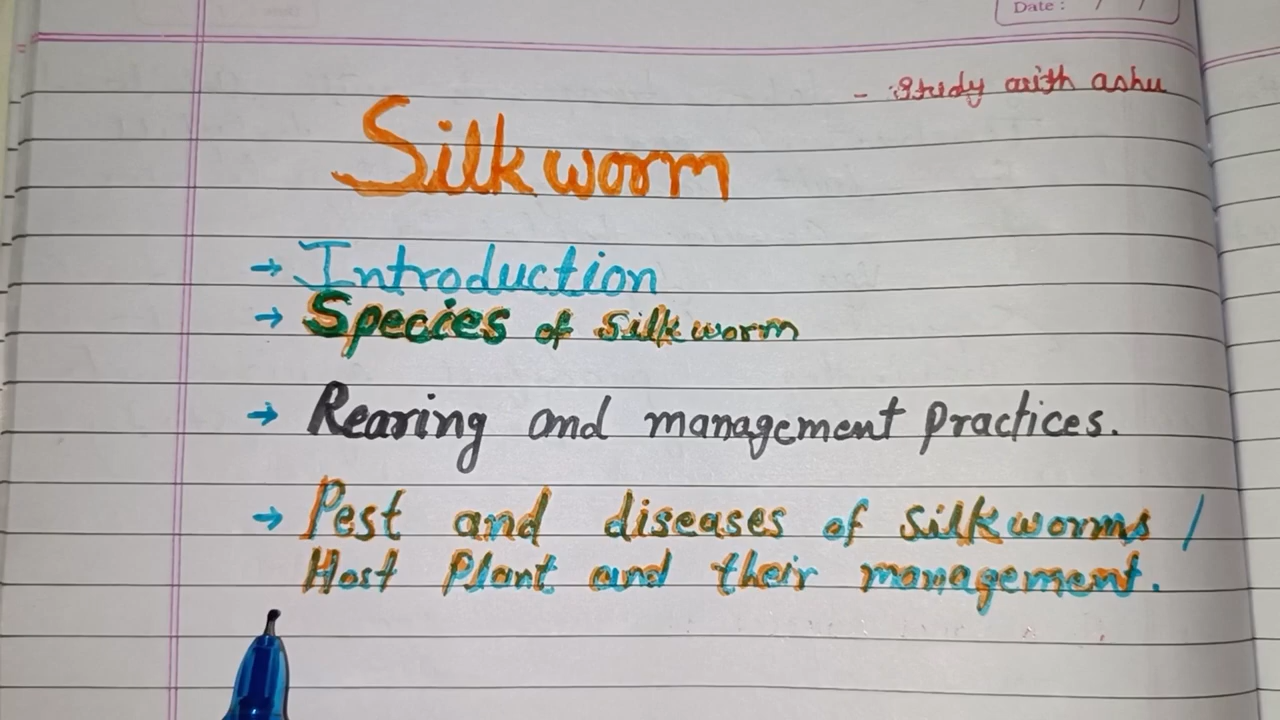 Date : / /
- Study with ashu
Silkworm
→ Introduction
→ Species of silkworm
→ Rearing and management practices.
→ Pest and diseases of silkworms /
Host Plant and their management.